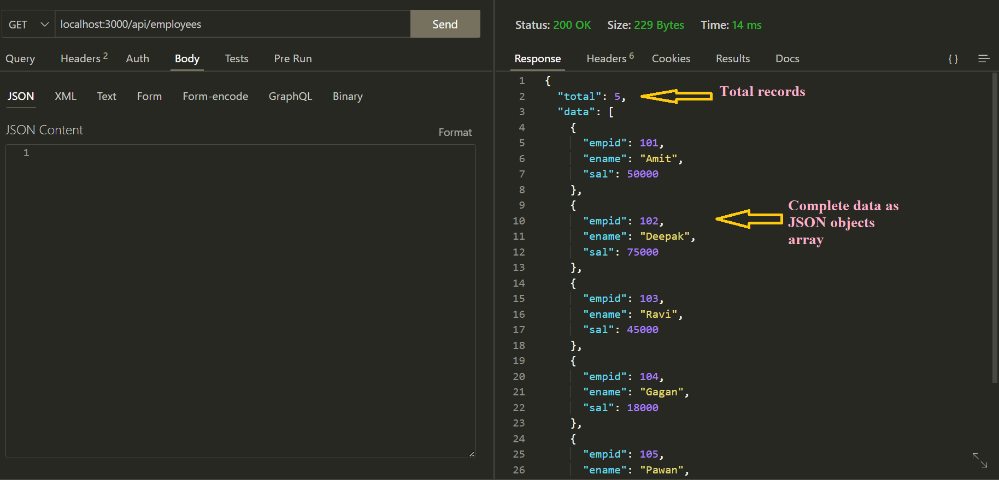 GET localhost:3000/api/employees Send
Query Headers 2 Auth Body Tests Pre Run
JSON XML Text Form Form-encode GraphQL Binary
JSON Content Format
1
Status: 200 OK Size: 229 Bytes Time: 14 ms
Response Headers 6 Cookies Results Docs { }
1 {
2 "total": 5,
3 "data": [
4 {
5 "empid": 101,
6 "ename": "Amit",
7 "sal": 50000
8 },
9 {
10 "empid": 102,
11 "ename": "Deepak",
12 "sal": 75000
13 },
14 {
15 "empid": 103,
16 "ename": "Ravi",
17 "sal": 45000
18 },
19 {
20 "empid": 104,
21 "ename": "Gagan",
22 "sal": 18000
23 },
24 {
25 "empid": 105,
26 "ename": "Pawan",
Total records
Complete data as
JSON objects
array